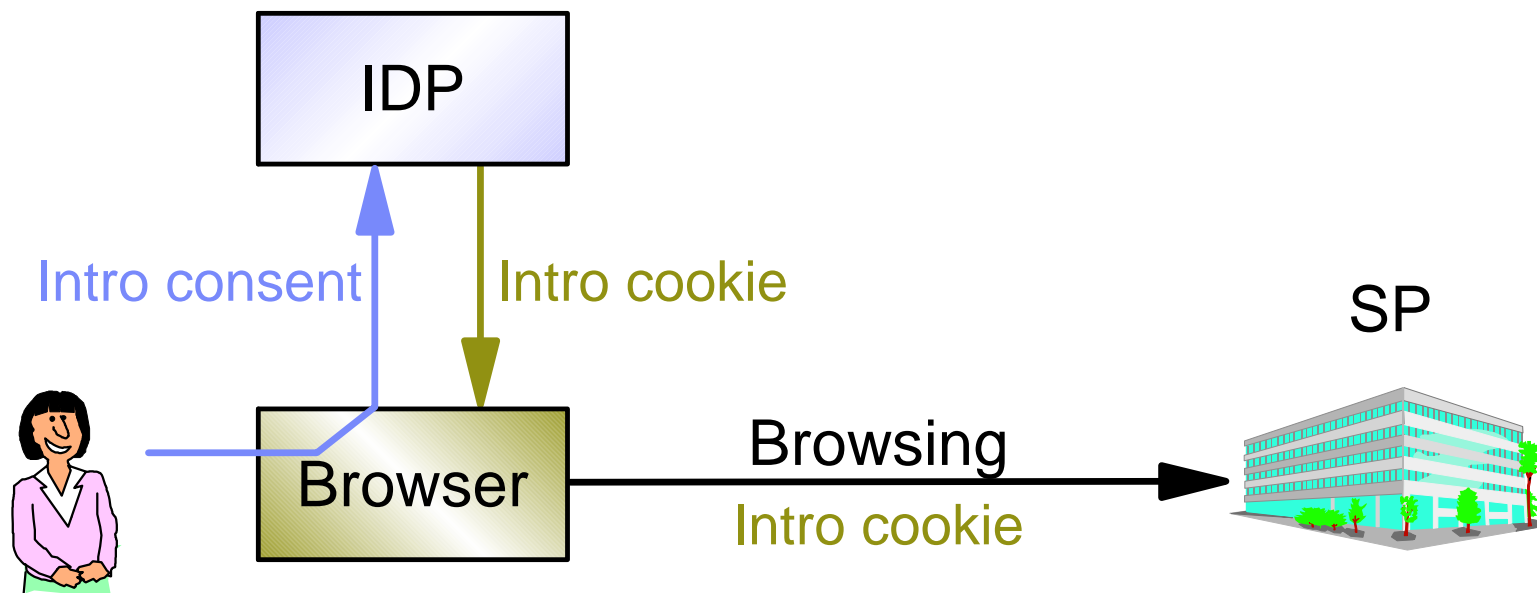 IDP
Intro consent
Intro cookie
SP
Browser
Browsing
Intro cookie